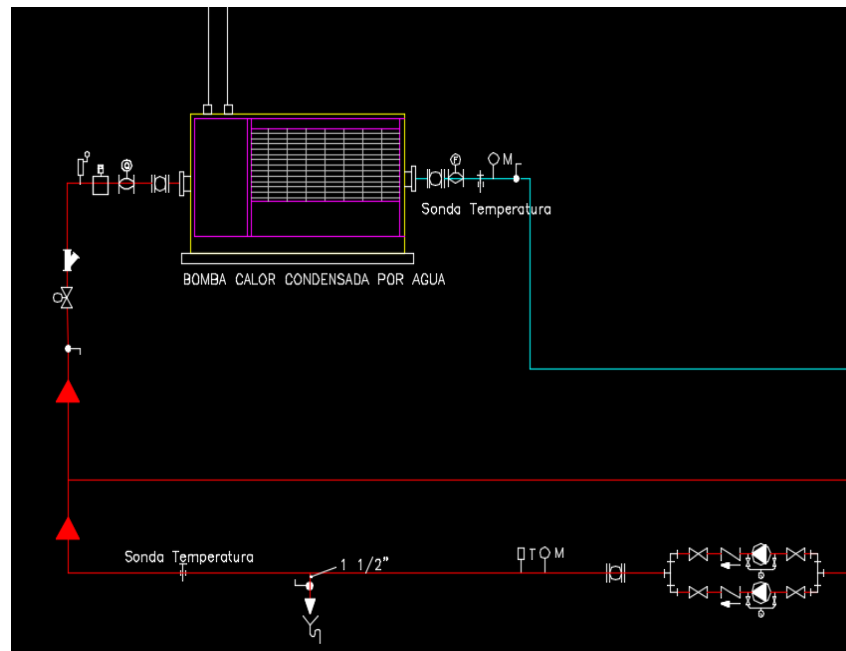 M
Sonda Temperatura
BOMBA CALOR CONDENSADA POR AGUA
Sonda Temperatura
1 1/2"
T M